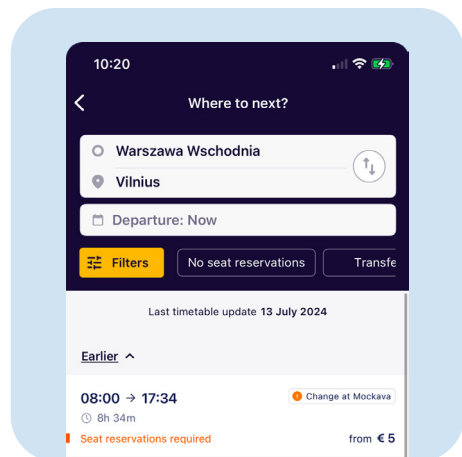 10:20
Where to next?
Warszawa Wschodnia
Vilnius
Departure: Now
Filters No seat reservations Transfe
Last timetable update 13 July 2024
Earlier
08:00 → 17:34 Change at Mockava
8h 34m
Seat reservations required from € 5